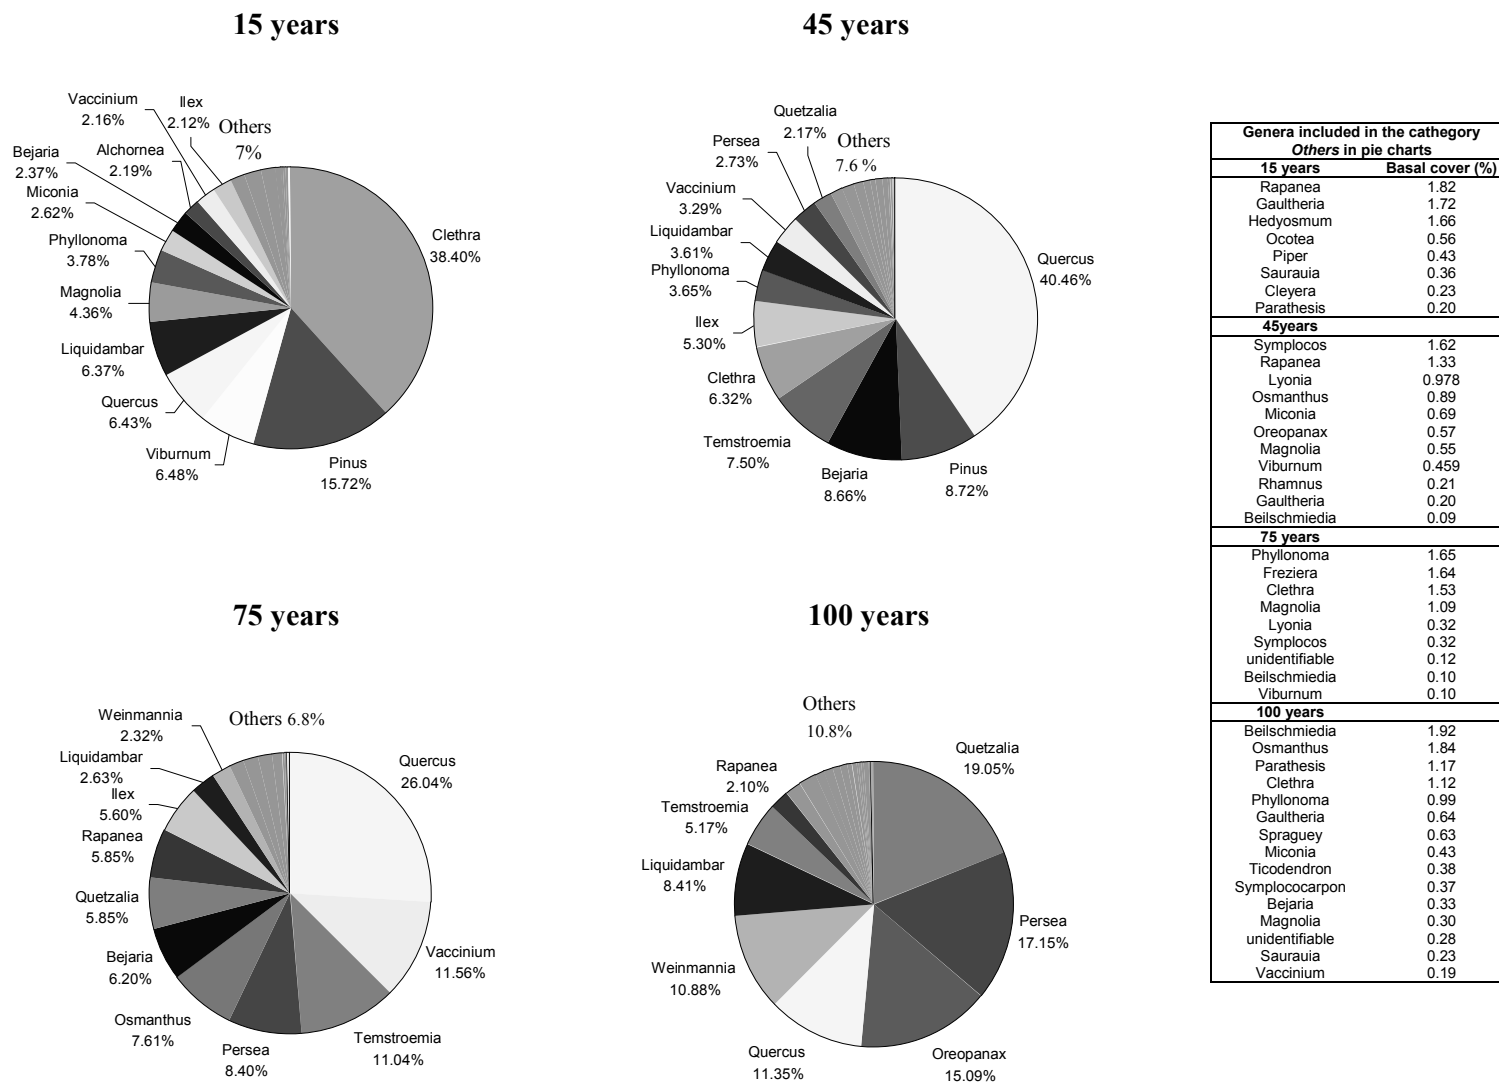 15 years
Vaccinium
2.16%
Ilex
2.12%
Others
7%
Bejaria
2.37%
Alchornea
2.19%
Miconia
2.62%
Phyllonoma
3.78%
Magnolia
4.36%
Liquidambar
6.37%
Quercus
6.43%
Viburnum
6.48%
Pinus
15.72%
Clethra
38.40%
45 years
Quetzalia
2.17%
Others
7.6 %
Persea
2.73%
Vaccinium
3.29%
Liquidambar
3.61%
Phyllonoma
3.65%
Ilex
5.30%
Clethra
6.32%
Temstroemia
7.50%
Bejaria
8.66%
Pinus
8.72%
Quercus
40.46%
75 years
Weinmannia
2.32%
Others 6.8%
Liquidambar
2.63%
Ilex
5.60%
Rapanea
5.85%
Quetzalia
5.85%
Bejaria
6.20%
Osmanthus
7.61%
Persea
8.40%
Temstroemia
11.04%
Vaccinium
11.56%
Quercus
26.04%
100 years
Others
10.8%
Rapanea
2.10%
Temstroemia
5.17%
Liquidambar
8.41%
Weinmannia
10.88%
Quercus
11.35%
Oreopanax
15.09%
Persea
17.15%
Quetzalia
19.05%
Genera included in the cathegory
Others in pie charts
15 years Basal cover (%)
Rapanea 1.82
Gaultheria 1.72
Hedyosmum 1.66
Ocotea 0.56
Piper 0.43
Saurauia 0.36
Cleyera 0.23
Parathesis 0.20
45years
Symplocos 1.62
Rapanea 1.33
Lyonia 0.978
Osmanthus 0.89
Miconia 0.69
Oreopanax 0.57
Magnolia 0.55
Viburnum 0.459
Rhamnus 0.21
Gaultheria 0.20
Beilschmiedia 0.09
75 years
Phyllonoma 1.65
Freziera 1.64
Clethra 1.53
Magnolia 1.09
Lyonia 0.32
Symplocos 0.32
unidentifiable 0.12
Beilschmiedia 0.10
Viburnum 0.10
100 years
Beilschmiedia 1.92
Osmanthus 1.84
Parathesis 1.17
Clethra 1.12
Phyllonoma 0.99
Gaultheria 0.64
Spraguey 0.63
Miconia 0.43
Ticodendron 0.38
Symplococarpon 0.37
Bejaria 0.33
Magnolia 0.30
unidentifiable 0.28
Saurauia 0.23
Vaccinium 0.19